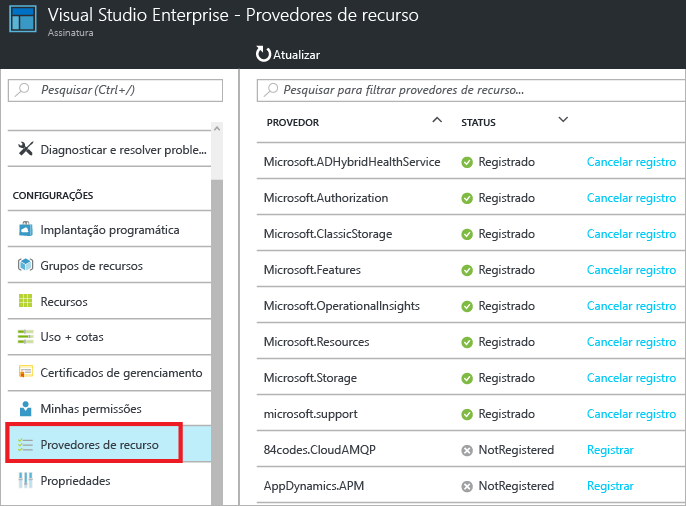 Visual Studio Enterprise - Provedores de recurso
Assinatura
Atualizar
Pesquisar (Ctrl+/)
Diagnosticar e resolver proble...
CONFIGURAÇÕES
Implantação programática
Grupos de recursos
Recursos
Uso + cotas
Certificados de gerenciamento
Minhas permissões
Provedores de recurso
Propriedades
Pesquisar para filtrar provedores de recurso...
PROVEDOR STATUS
Microsoft.ADHybridHealthService Registrado Cancelar registro
Microsoft.Authorization Registrado Cancelar registro
Microsoft.ClassicStorage Registrado Cancelar registro
Microsoft.Features Registrado Cancelar registro
Microsoft.OperationalInsights Registrado Cancelar registro
Microsoft.Resources Registrado Cancelar registro
Microsoft.Storage Registrado Cancelar registro
microsoft.support Registrado Cancelar registro
84codes.CloudAMQP NotRegistered Registrar
AppDynamics.APM NotRegistered Registrar